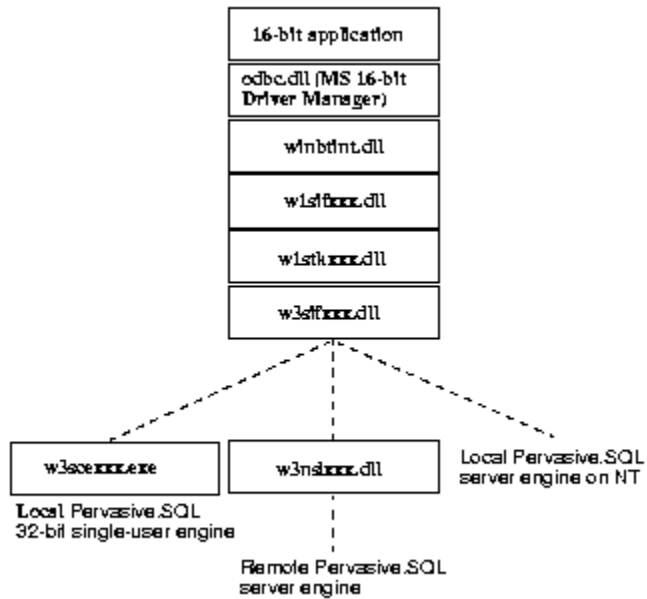 16-bit application
odbc.dll (MS 16-bit
Driver Manager)
winbtint.dll
w1sifxxx.dll
w1stkxxx.dll
w3sifxxx.dll
w3scexxx.exe
w3nslxxx.dll
Local Pervasive.SQL
server engine on NT
Local Pervasive.SQL
32-bit single-user engine
Remote Pervasive.SQL
server engine